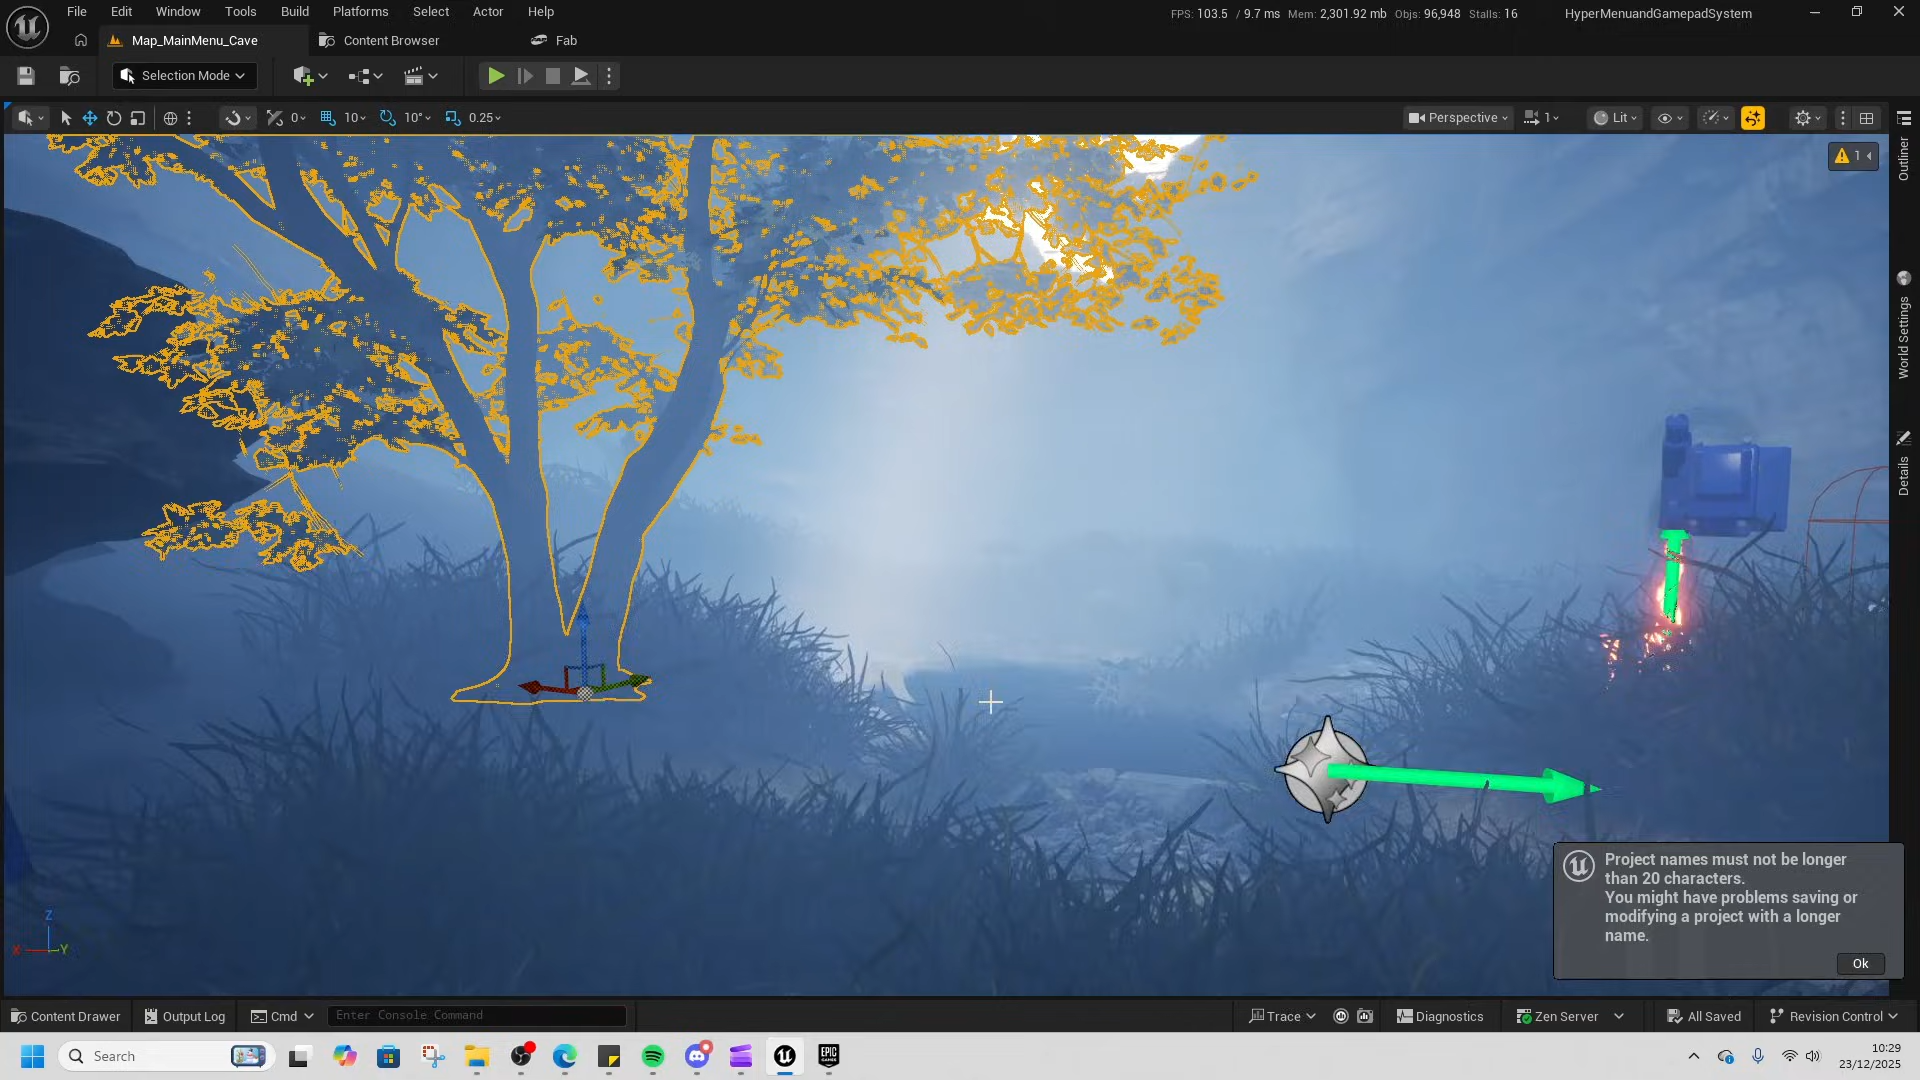 File Edit Window Tools Build Platforms Select Actor Help
FPS: 103.5 / 9.7 ms Mem: 2,301.92 mb Objs: 96,948 Stalls: 16 HyperMenuandGamepadSystem
Map_MainMenu_Cave Content Browser Fab
Selection Mode
0 10 10° 0.25 Perspective 1 Lit
1
Outliner
World Settings
Details
Z
X Y
Project names must not be longer
than 20 characters.
You might have problems saving or
modifying a project with a longer
name.
Ok
Content Drawer Output Log Cmd Enter Console Command Trace Diagnostics Zen Server All Saved Revision Control
Search
EPIC
GAMES
10:29
23/12/2025